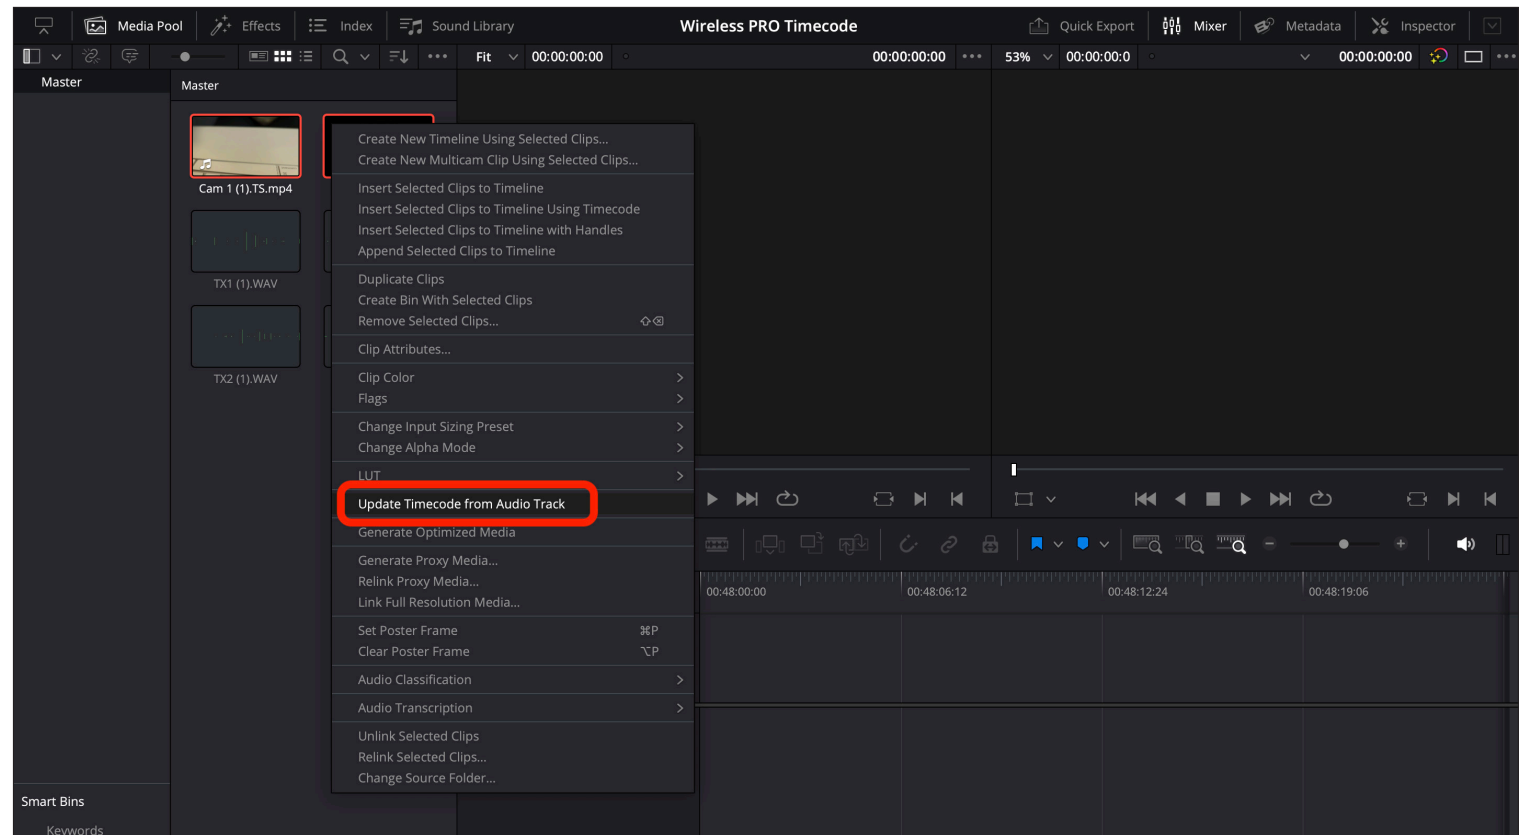 Media Pool Effects Index Sound Library Wireless PRO Timecode Quick Export Mixer Metadata Inspector
Fit 00:00:00:00 00:00:00:00 53% 00:00:00:0 00:00:00:00
Master
Master
Cam 1 (1).TS.mp4
TX1 (1).WAV
TX2 (1).WAV
Create New Timeline Using Selected Clips...
Create New Multicam Clip Using Selected Clips...
Insert Selected Clips to Timeline
Insert Selected Clips to Timeline Using Timecode
Insert Selected Clips to Timeline with Handles
Append Selected Clips to Timeline
Duplicate Clips
Create Bin With Selected Clips
Remove Selected Clips... ⇧⌫
Clip Attributes...
Clip Color
Flags
Change Input Sizing Preset
Change Alpha Mode
LUT
Update Timecode from Audio Track
Generate Optimized Media
Generate Proxy Media...
Relink Proxy Media...
Link Full Resolution Media...
Set Poster Frame ⌘P
Clear Poster Frame ⌥P
Audio Classification
Audio Transcription
Unlink Selected Clips
Relink Selected Clips...
Change Source Folder...
00:48:00:00 00:48:06:12 00:48:12:24 00:48:19:06
Smart Bins
Keywords